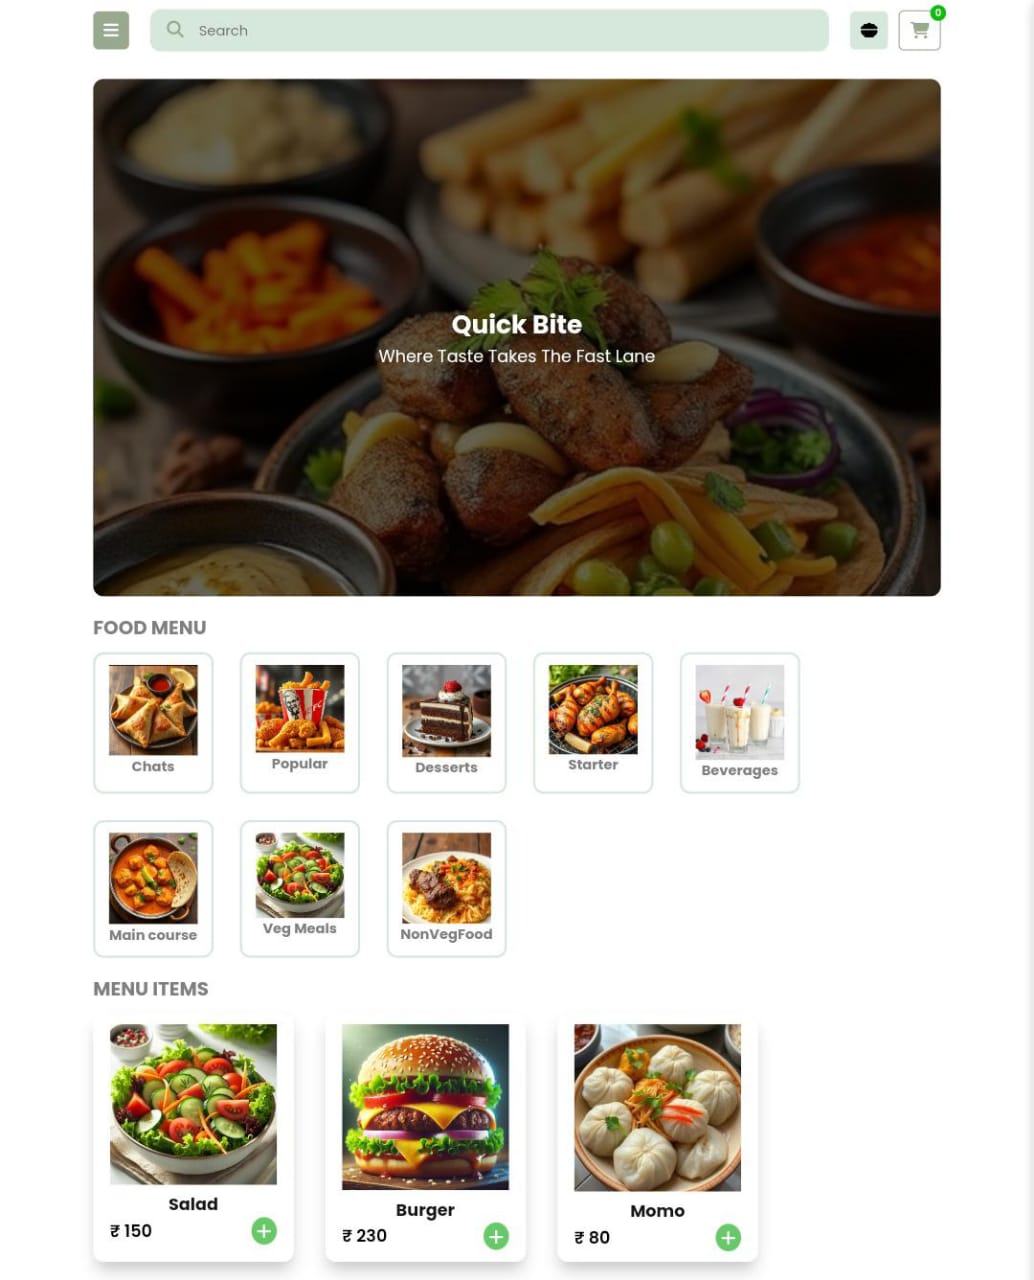 Search
0
Quick Bite
Where Taste Takes The Fast Lane
FOOD MENU
Chats
Popular
Desserts
Starter
Beverages
Main course
Veg Meals
NonVegFood
MENU ITEMS
Salad
₹ 150
Burger
₹ 230
Momo
₹ 80